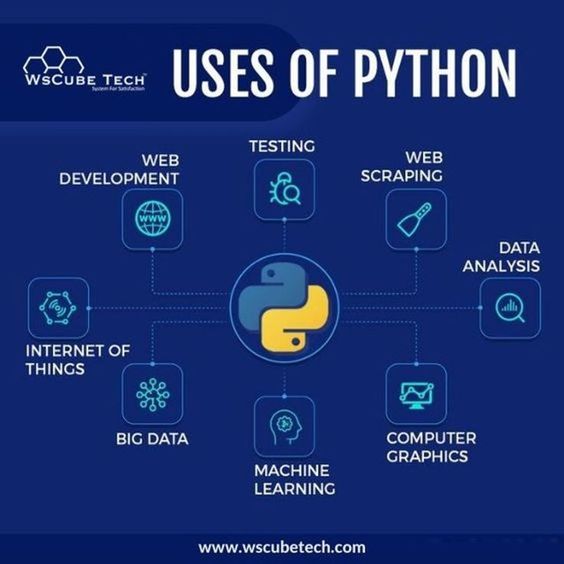 WsCube Tech
System For Satisfaction
USES OF PYTHON
TESTING
WEB
DEVELOPMENT
WWW
WEB
SCRAPING
DATA
ANALYSIS
INTERNET OF
THINGS
BIG DATA
MACHINE
LEARNING
COMPUTER
GRAPHICS
www.wscubetech.com